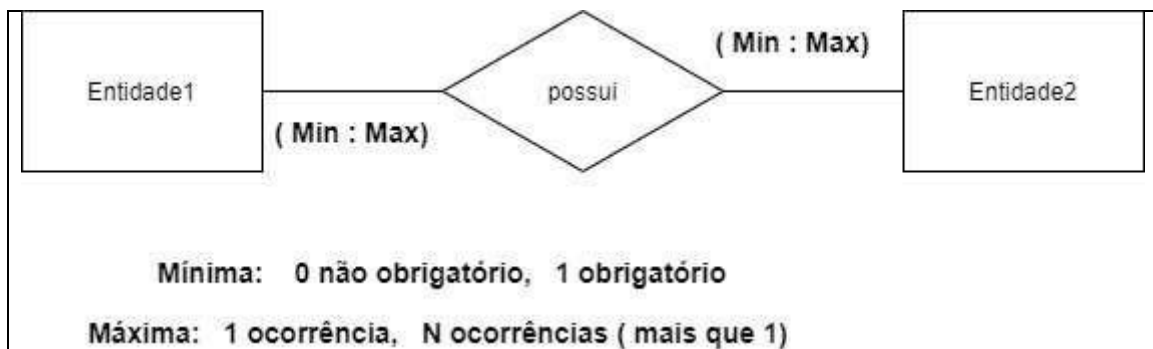 ( Min : Max)
Entidade1
possui
Entidade2
( Min : Max)
Mínima: 0 não obrigatório, 1 obrigatório
Máxima: 1 ocorrência, N ocorrências ( mais que 1)